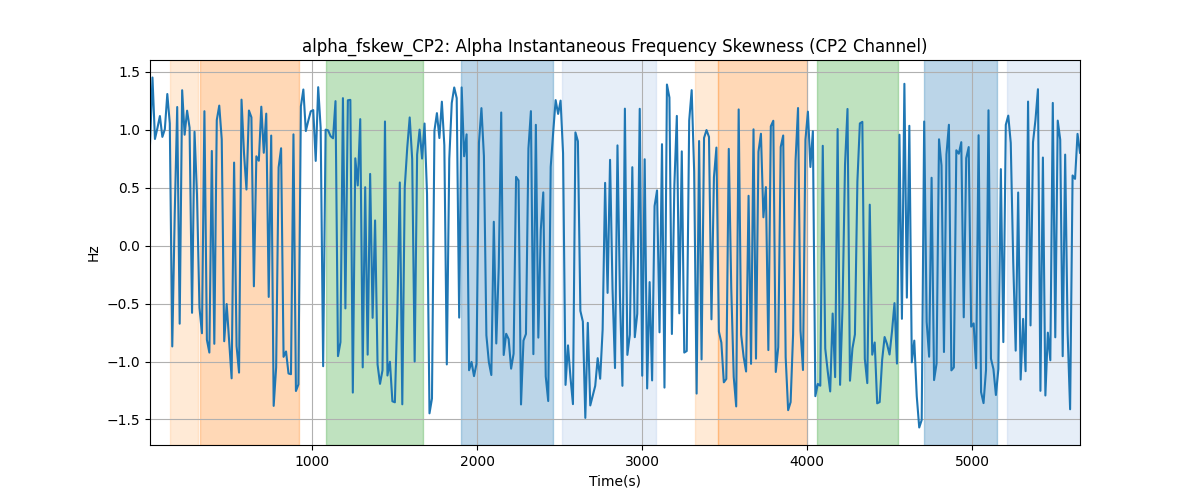 alpha_fskew_CP2: Alpha Instantaneous Frequency Skewness (CP2 Channel)
1.5
1.0
0.5
0.0
−0.5
−1.0
−1.5
Hz
1000 2000 3000 4000 5000
Time(s)